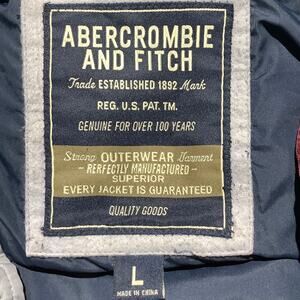 ABERCROMBIE
AND FITCH
Trade ESTABLISHED 1892 Mark
REG. U.S. PAT. TM.
GENUINE FOR OVER 100 YEARS
Strong OUTERWEAR Garment
- PERFECTLY MANUFACTURED -
SUPERIOR
EVERY JACKET IS GUARANTEED
QUALITY GOODS
L
MADE IN CHINA